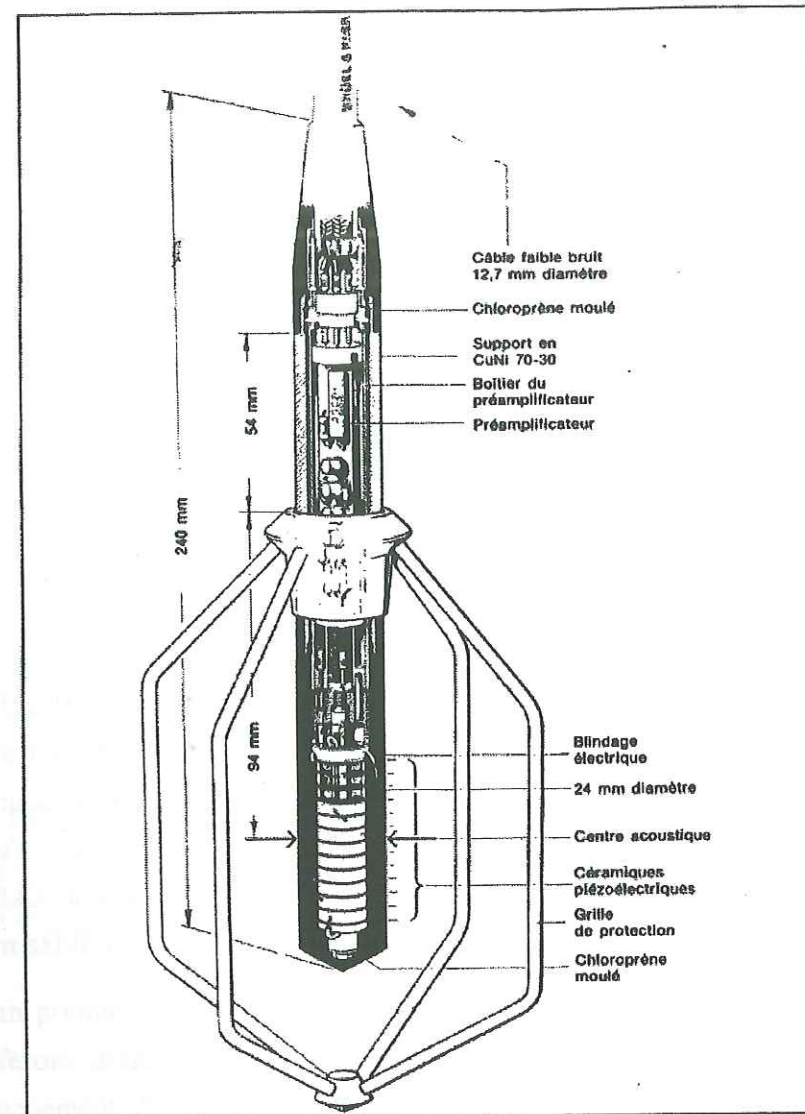 Câble faible bruit
12,7 mm diamètre
Chloroprène moulé
Support en
CuNi 70-30
Boîtier du
préamplificateur
Préamplificateur
54 mm
240 mm
94 mm
Blindage
électrique
24 mm diamètre
Centre acoustique
Céramiques
piézoélectriques
Grille
de protection
Chloroprène
moulé